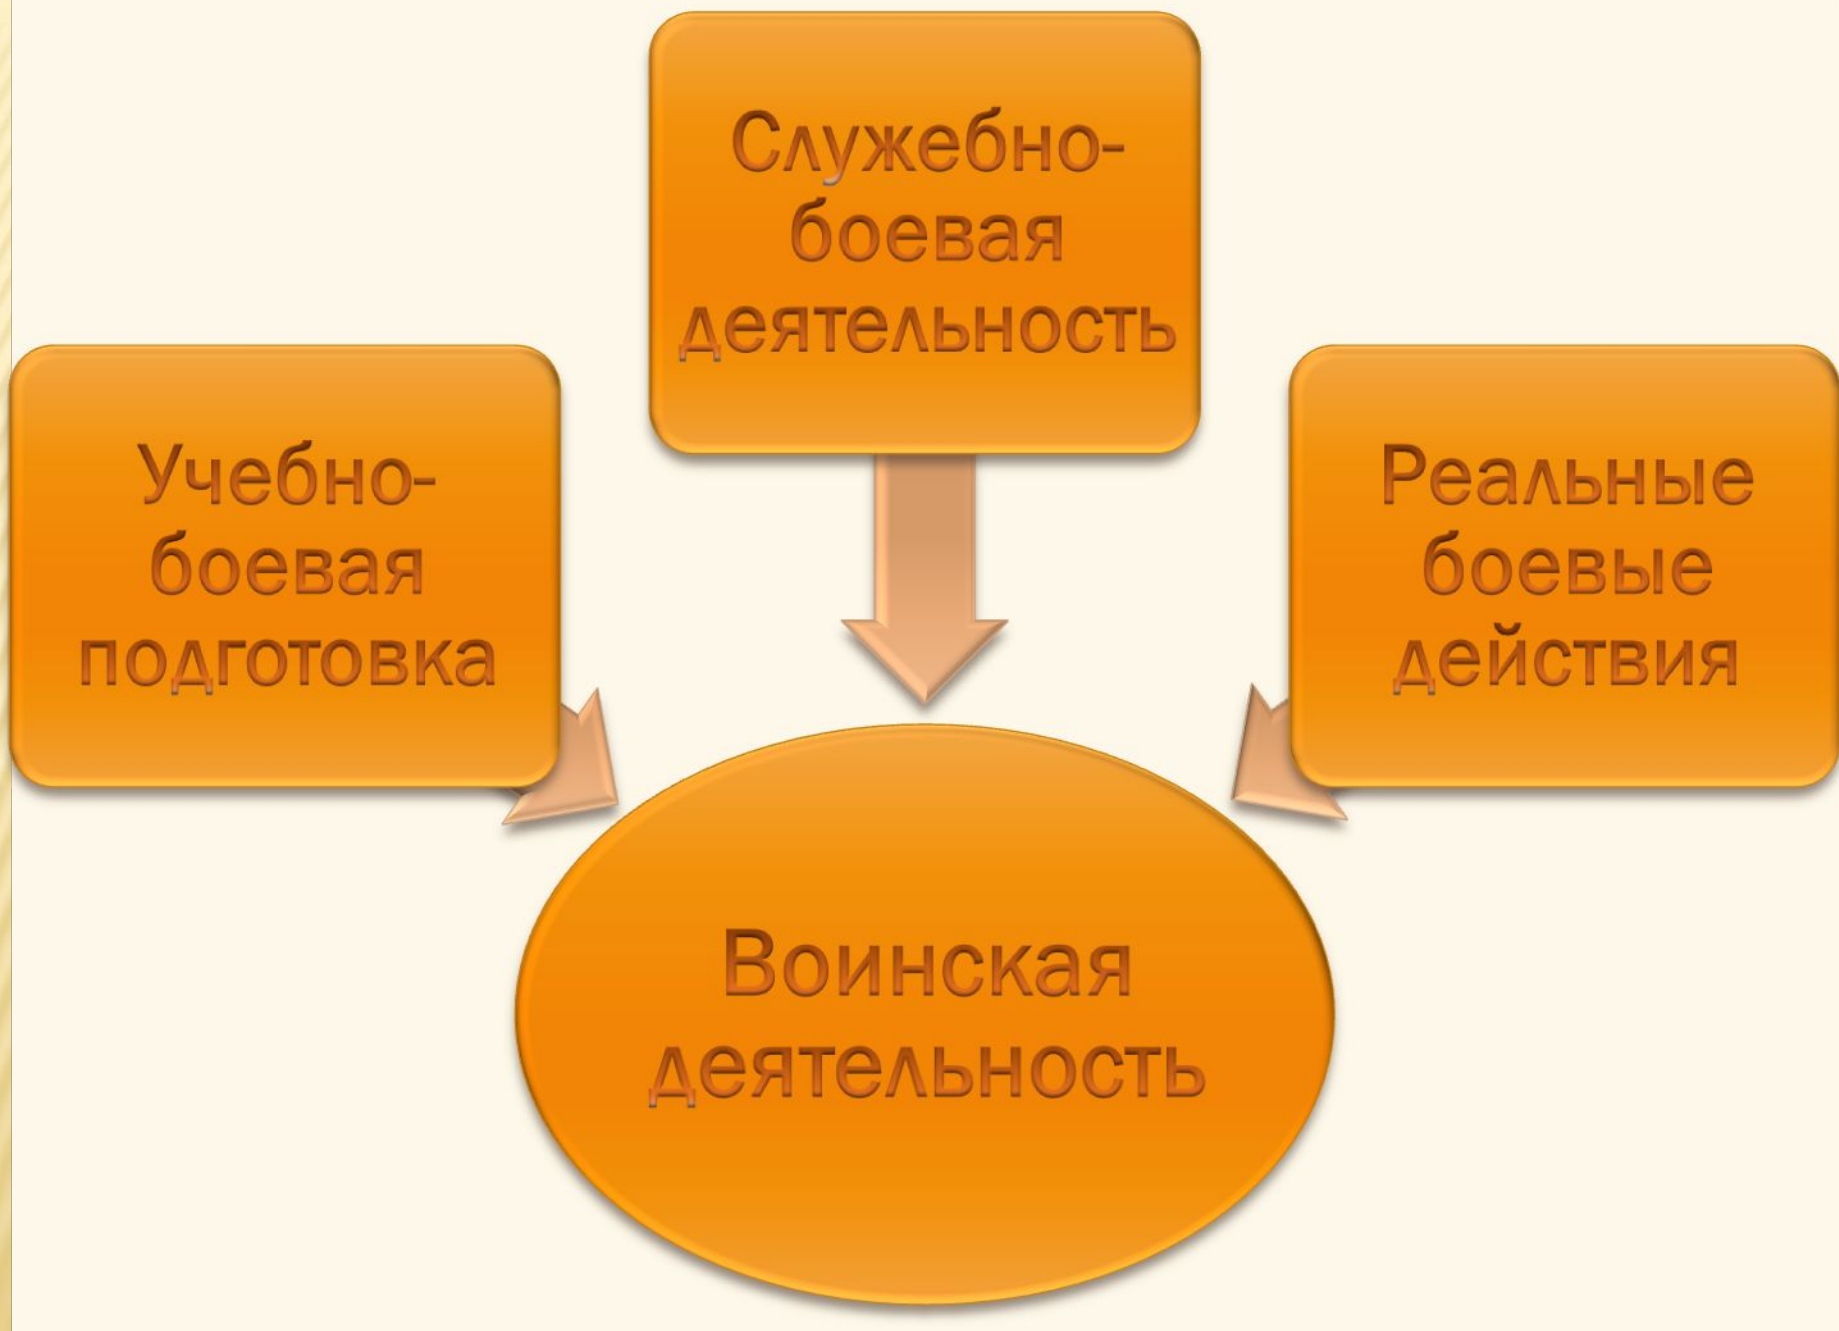 Служебно-
боевая
деятельность
Учебно-
боевая
подготовка
Реальные
боевые
действия
Воинская
деятельность